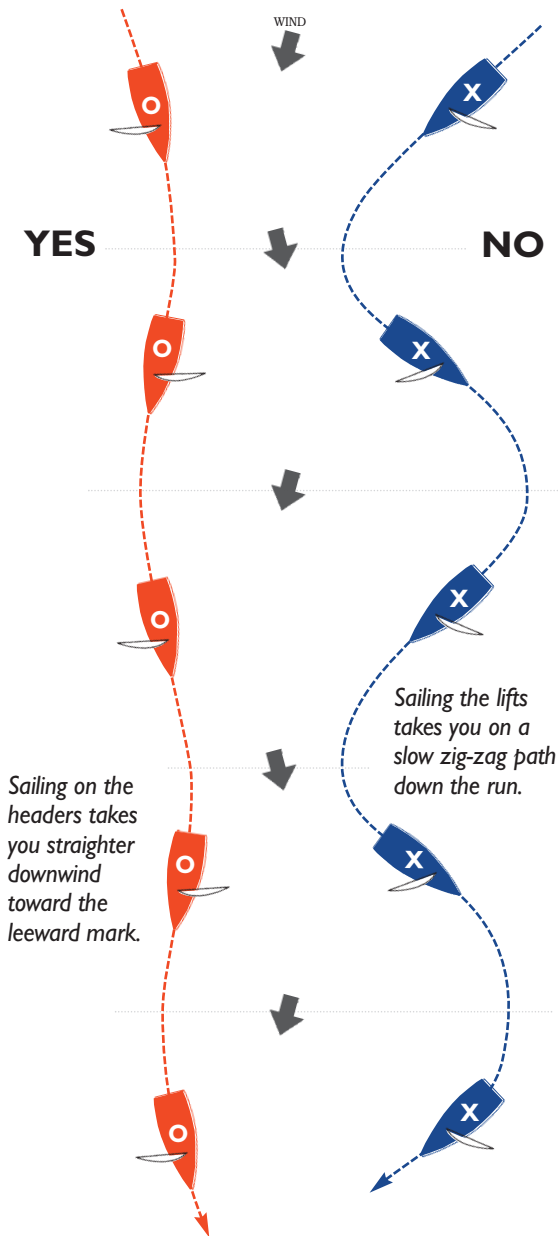 WIND
O
X
YES
NO
O
X
O
X
Sailing the lifts
takes you on a
slow zig-zag path
down the run.
Sailing on the
headers takes
you straighter
downwind
toward the
leeward mark.
O
X
O
X